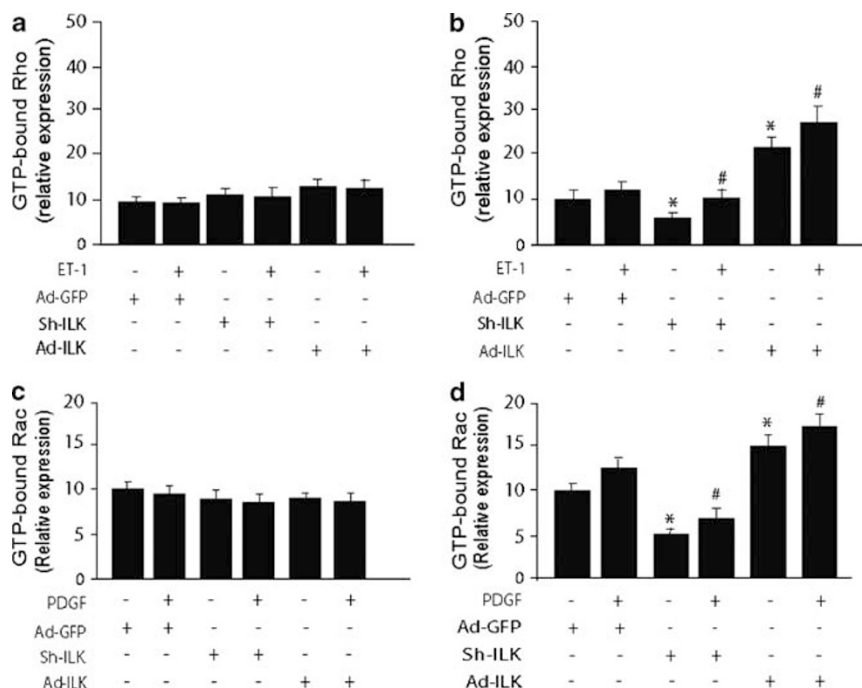 a
GTP-bound Rho
(relative expression)
50
40
30
20
10
0
ET-1 - + - + - +
Ad-GFP + + - - - -
Sh-ILK - - + + - -
Ad-ILK - - - - + +
b
GTP-bound Rho
(relative expression)
50
40
30
20
10
0
* # * #
ET-1 - + - + - +
Ad-GFP + + - - - -
Sh-ILK - - + + - -
Ad-ILK - - - - + +
c
GTP-bound Rac
(Relative expression)
20
15
10
5
0
PDGF - + - + - +
Ad-GFP + + - - - -
Sh-ILK - - + + - -
Ad-ILK - - - - + +
d
GTP-bound Rac
(Relative expression)
20
15
10
5
0
* # * #
PDGF - + - + - +
Ad-GFP + + - - - -
Sh-ILK - - + + - -
Ad-ILK - - - - + +